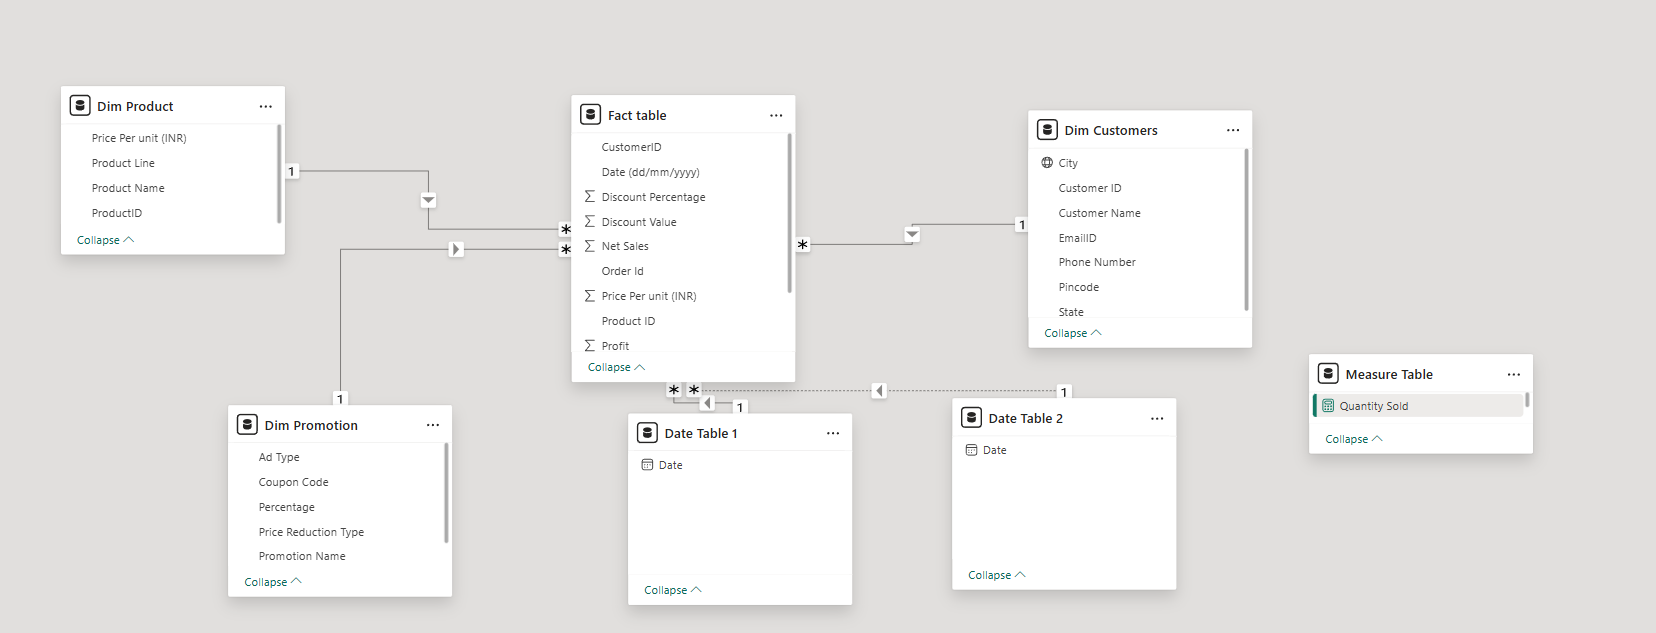 Dim Product
Price Per unit (INR)
Product Line
Product Name
ProductID
Collapse
1
*
*
Fact table
CustomerID
Date (dd/mm/yyyy)
Discount Percentage
Discount Value
Net Sales
Order Id
Price Per unit (INR)
Product ID
Profit
Collapse
*
1
Dim Customers
City
Customer ID
Customer Name
EmailID
Phone Number
Pincode
State
Collapse
1
Dim Promotion
Ad Type
Coupon Code
Percentage
Price Reduction Type
Promotion Name
Collapse
*
*
1
Date Table 1
Date
Collapse
1
Date Table 2
Date
Collapse
Measure Table
Quantity Sold
Collapse